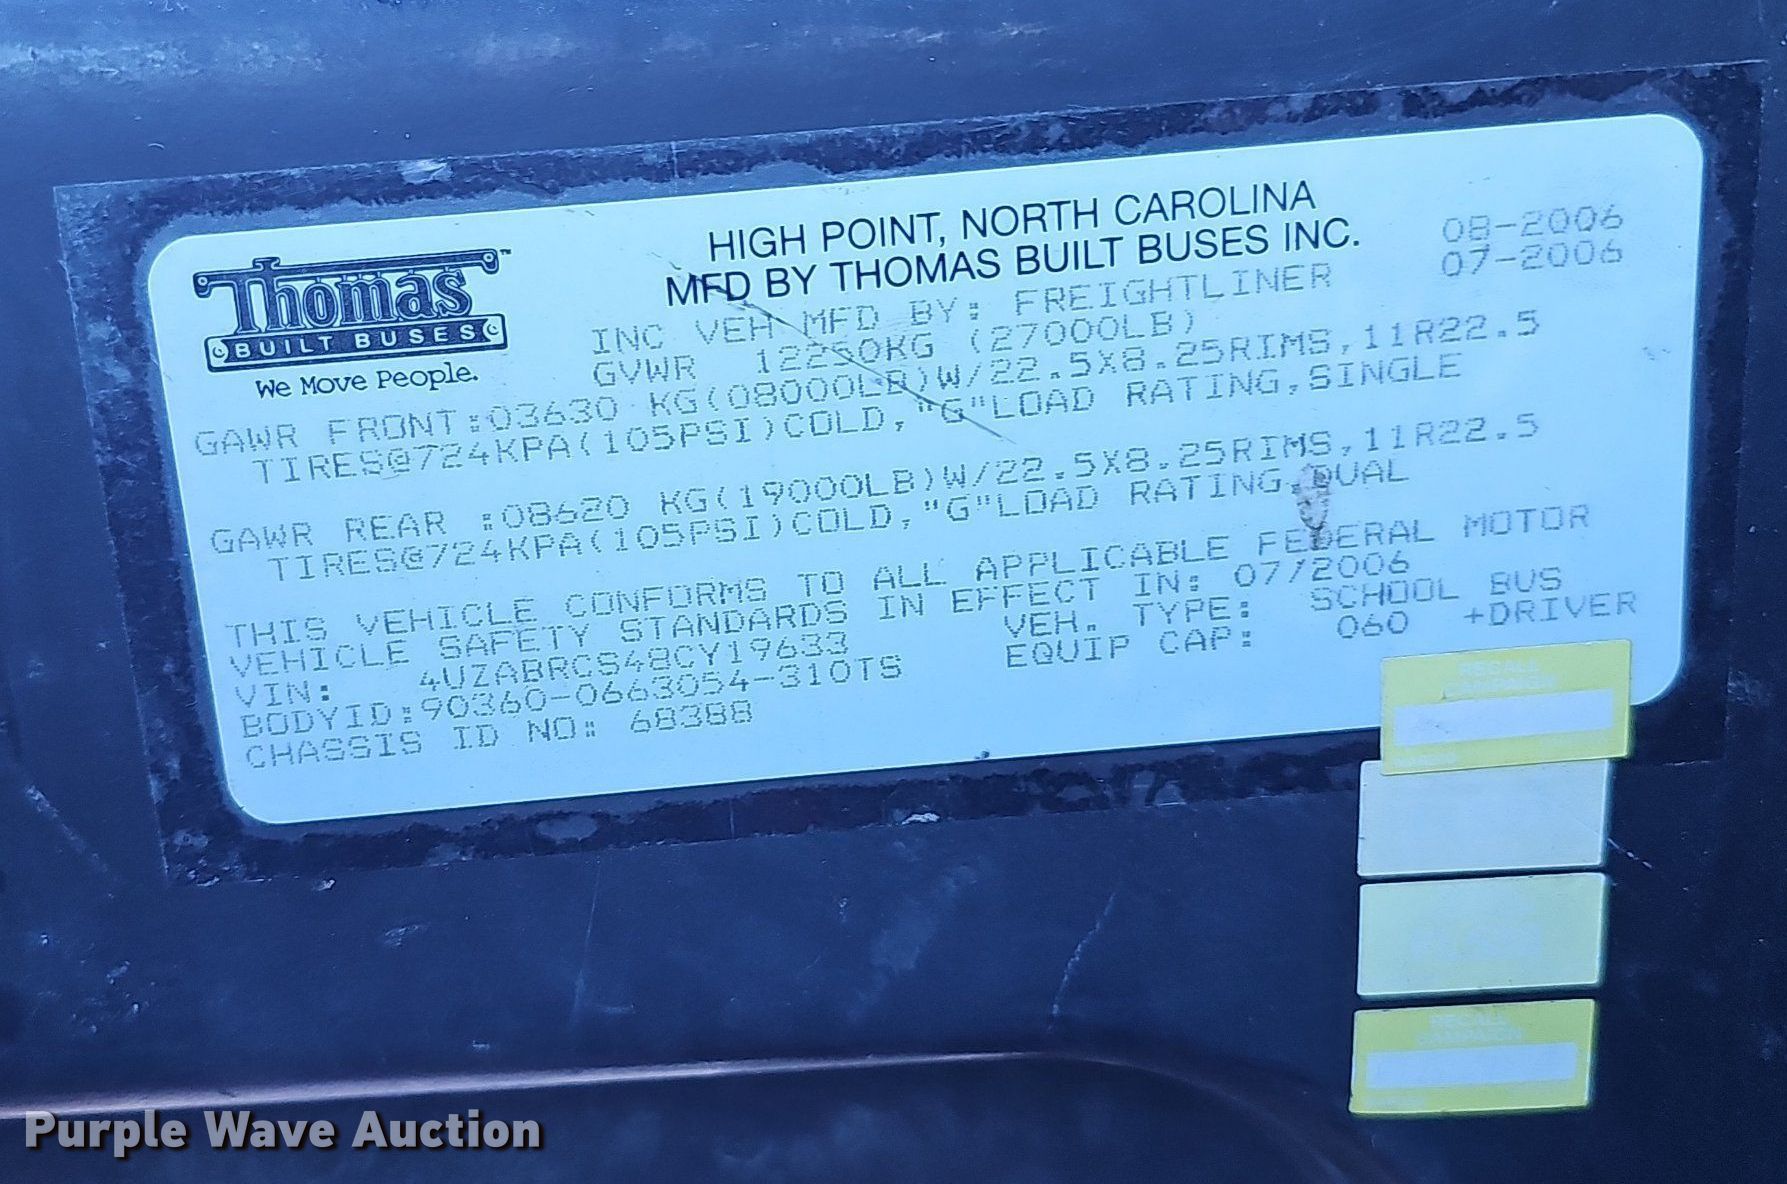 Thomas™
BUILT BUSES
We Move People.
HIGH POINT, NORTH CAROLINA
MFD BY THOMAS BUILT BUSES INC. 08-2006
INC VEH MFD BY: FREIGHTLINER 07-2006
GVWR 12250KG (27000LB)
GAWR FRONT:03630 KG(08000LB)W/22.5X8.25RIMS,11R22.5
TIRES@724KPA(105PSI)COLD,"G"LOAD RATING,SINGLE
GAWR REAR :08620 KG(19000LB)W/22.5X8.25RIMS,11R22.5
TIRES@724KPA(105PSI)COLD,"G"LOAD RATING,DUAL
THIS VEHICLE CONFORMS TO ALL APPLICABLE FEDERAL MOTOR
VEHICLE SAFETY STANDARDS IN EFFECT IN: 07/2006
VIN: 4UZABRCS48CY19633 VEH. TYPE: SCHOOL BUS
BODYID:90360-0663054-310TS EQUIP CAP: 060 +DRIVER
CHASSIS ID NO: 68388
RECALL
RECALL
Purple Wave Auction